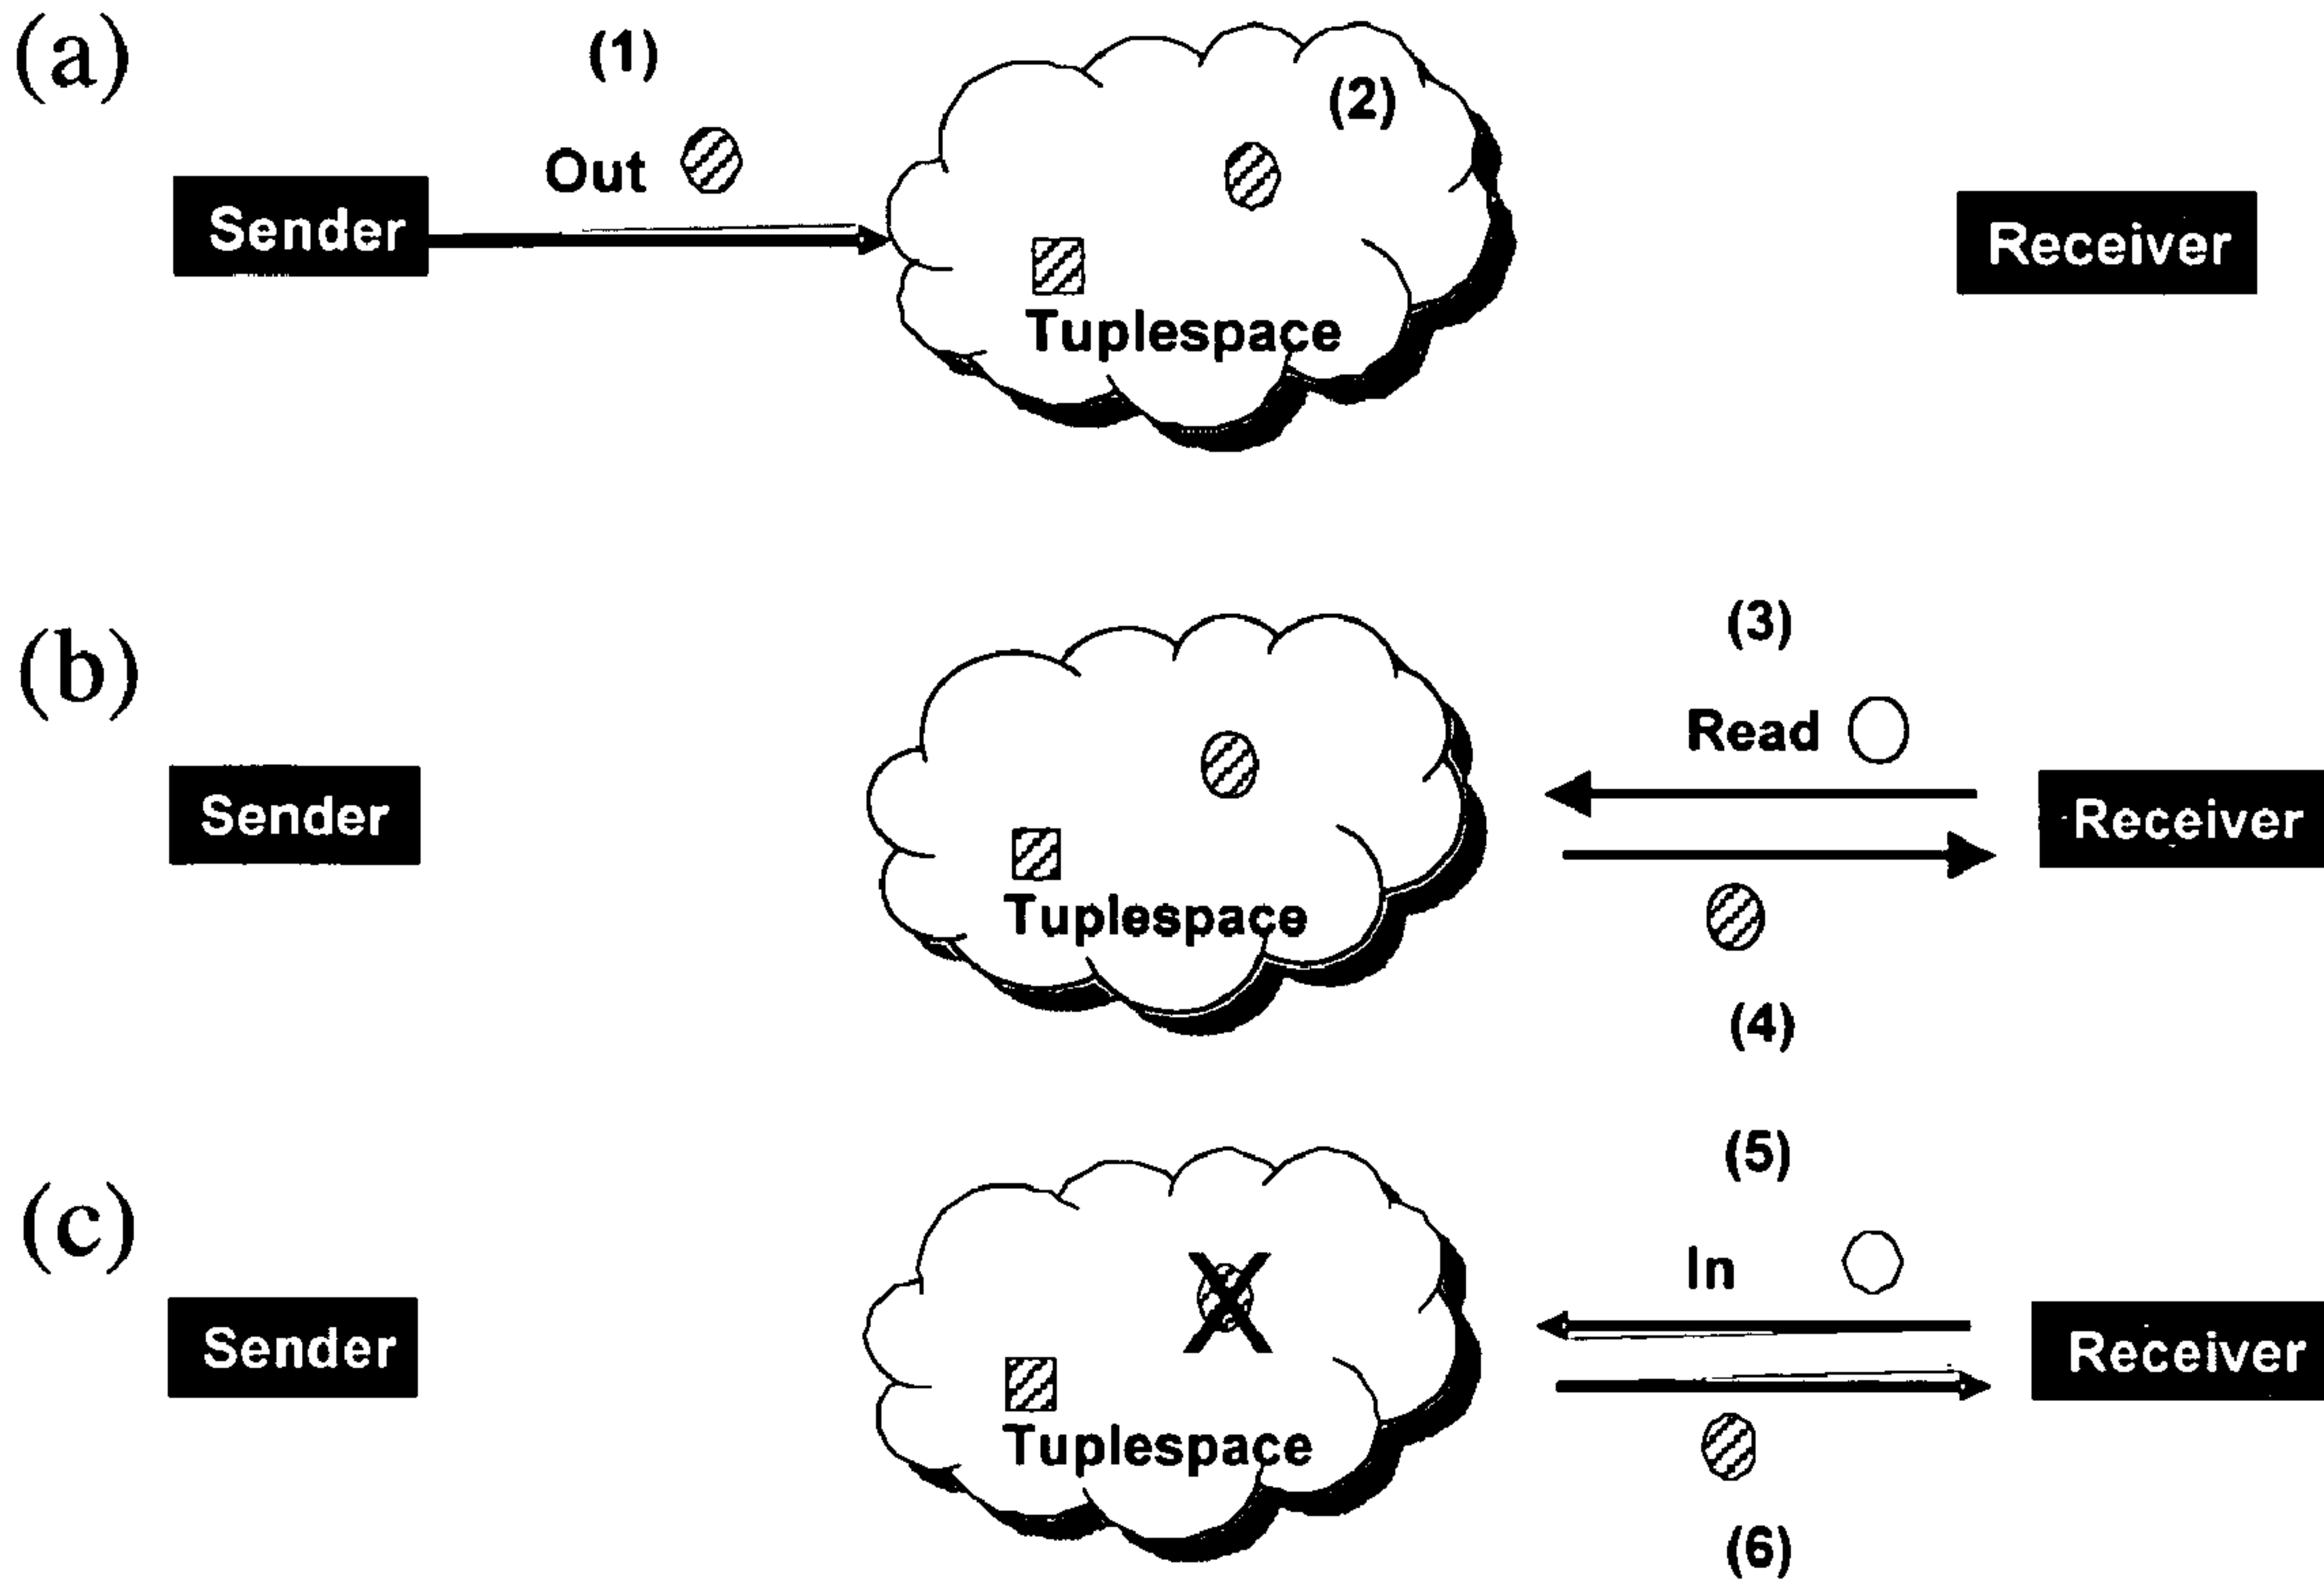 (a)
(1)
(2)
Out
Sender
Receiver
Tuplespace
(b)
(3)
Read
Sender
Receiver
Tuplespace
(4)
(c)
(5)
In
Sender
Receiver
Tuplespace
(6)